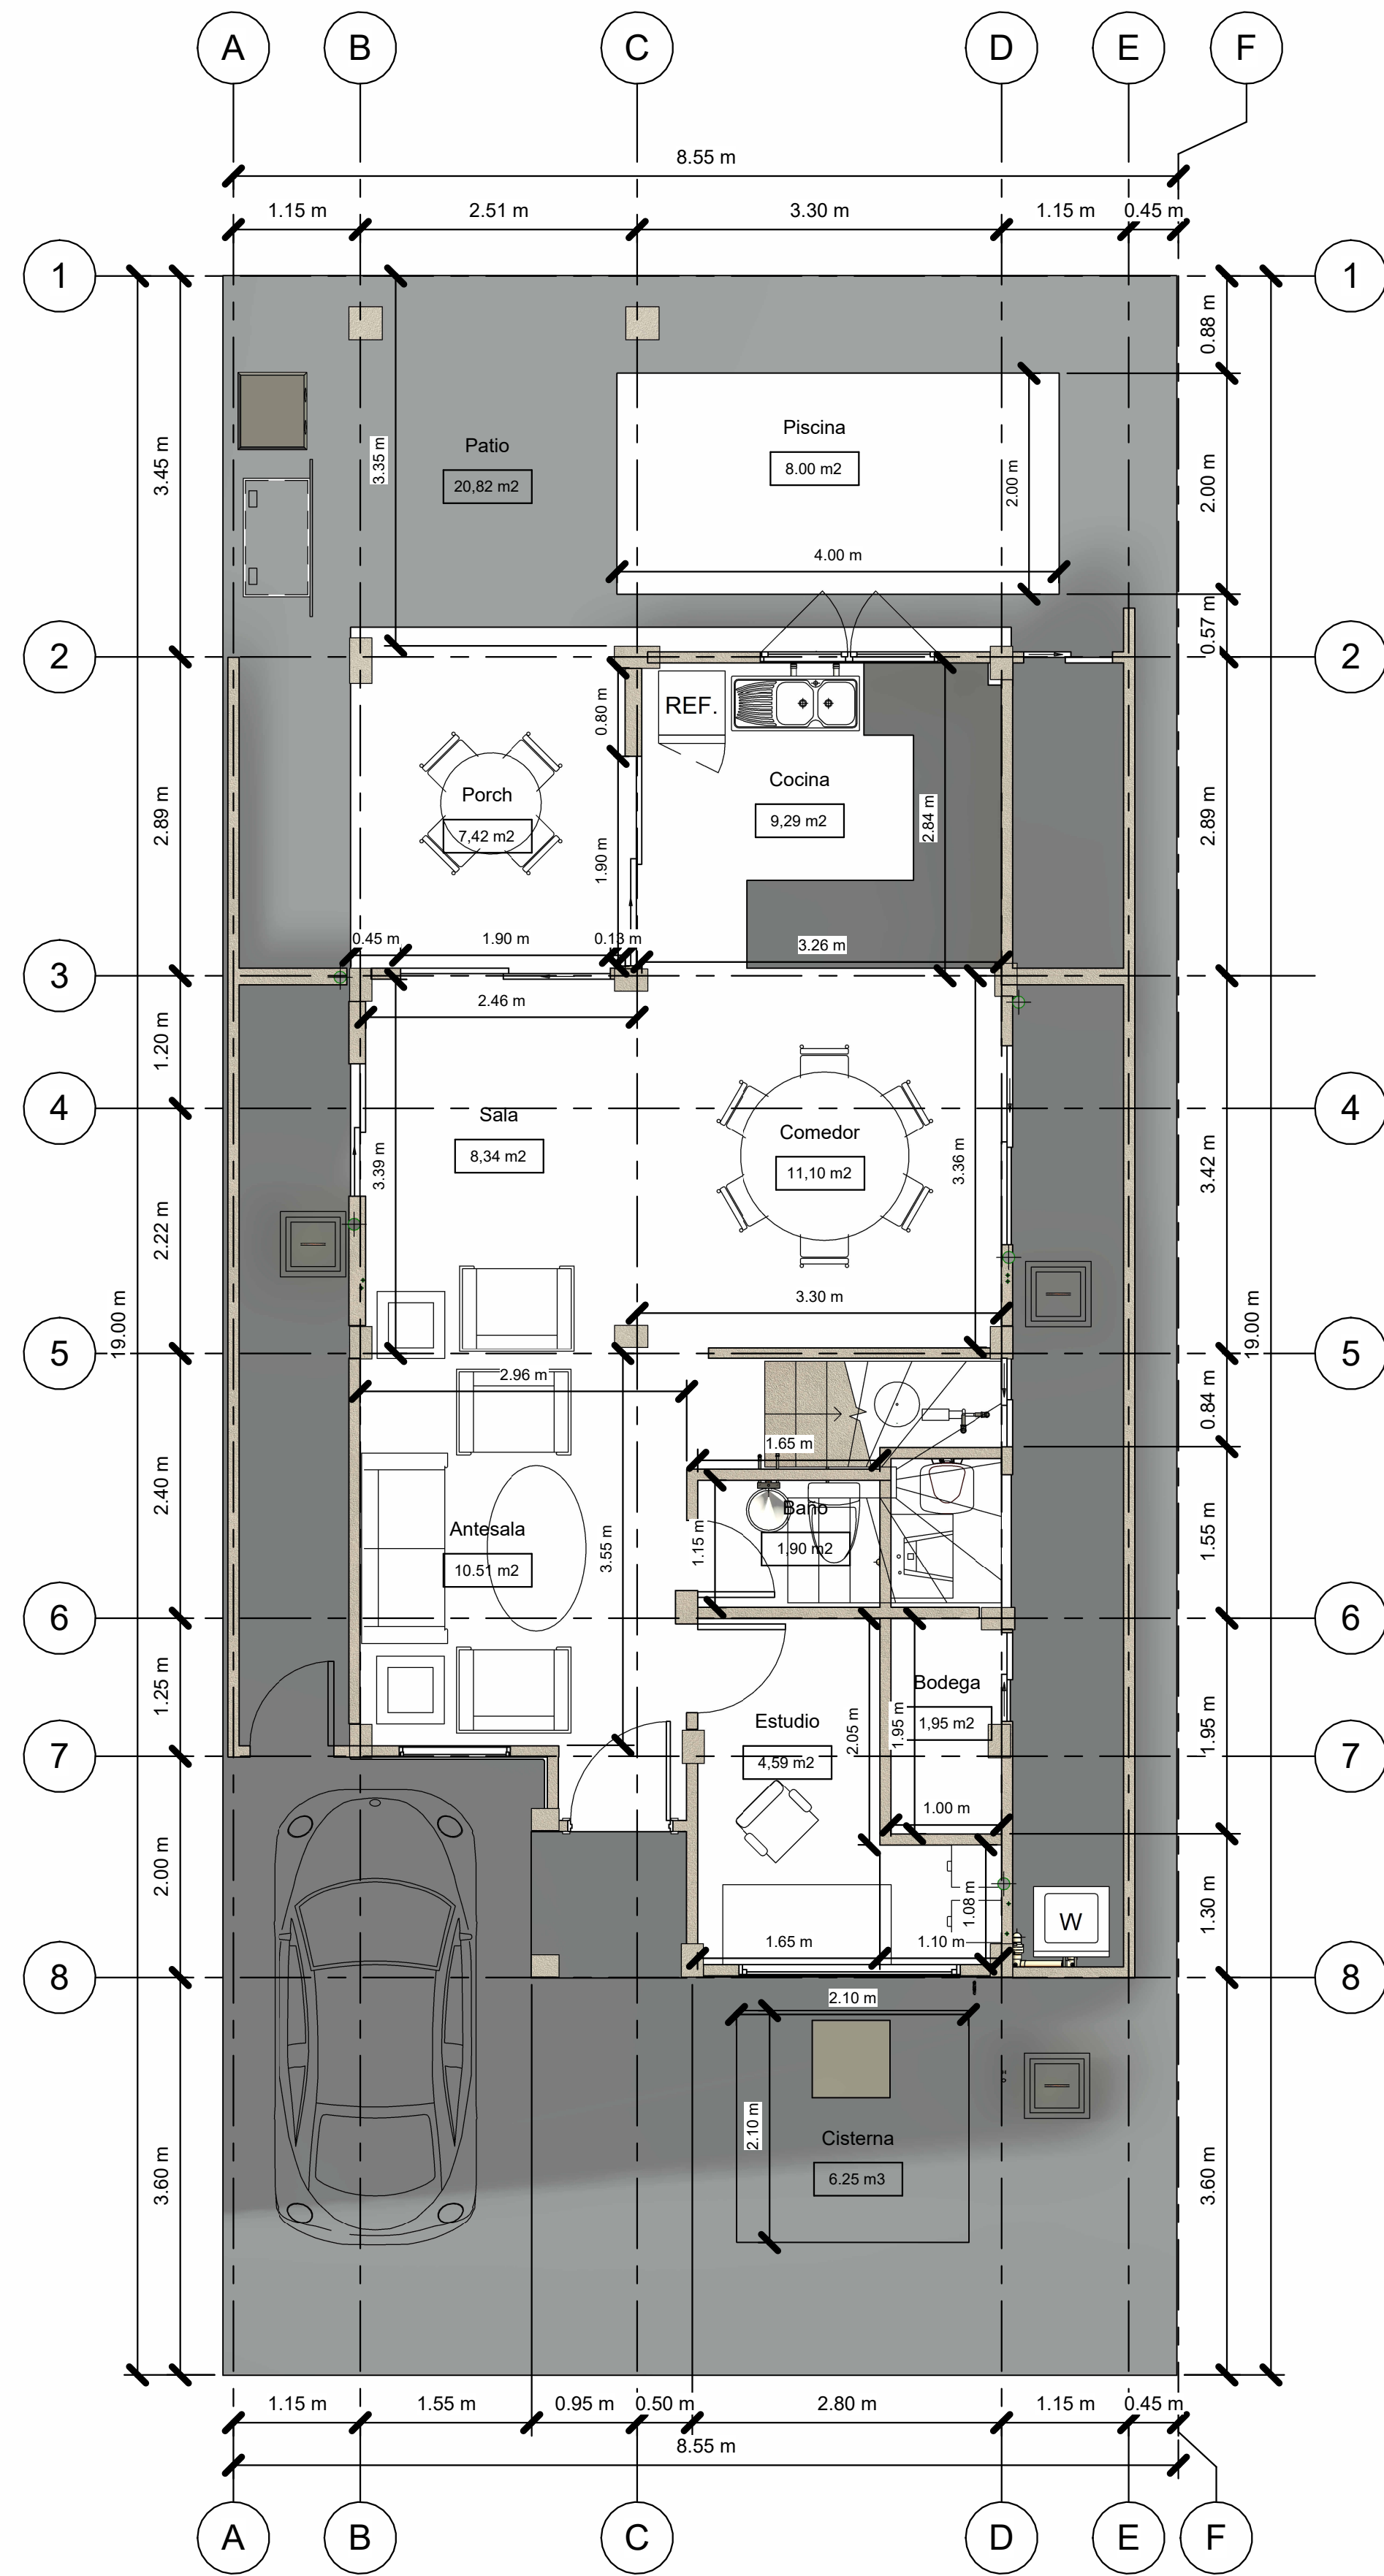 A B C D E F
8.55 m
1.15 m 2.51 m 3.30 m 1.15 m 0.45 m
1 1
0.88 m
Piscina
8.00 m2
Patio
20,82 m2
3.35 m
3.45 m
2.00 m
2.00 m
4.00 m
0.57 m
2 2
REF.
0.80 m
Cocina
9,29 m2
Porch
7,42 m2
2.89 m
2.84 m
2.89 m
1.90 m
0.45 m 1.90 m 0.13 m 3.26 m
3 3
2.46 m
1.20 m
4 4
Sala
8,34 m2
Comedor
11,10 m2
3.39 m
3.36 m
3.42 m
2.22 m
3.30 m
19.00 m
19.00 m
5 5
2.96 m
0.84 m
1.65 m
2.40 m
Baño
1,90 m2
Antesala
10.51 m2
3.55 m
1.15 m
1.55 m
6 6
1.25 m
Bodega
1,95 m2
Estudio
4,59 m2
2.05 m
1.95 m
1.95 m
7 7
1.00 m
2.00 m
1.08 m
1.30 m
W
1.65 m 1.10 m
8 8
2.10 m
2.10 m
Cisterna
6.25 m3
3.60 m
3.60 m
1.15 m 1.55 m 0.95 m 0.50 m 2.80 m 1.15 m 0.45 m
8.55 m
A B C D E F